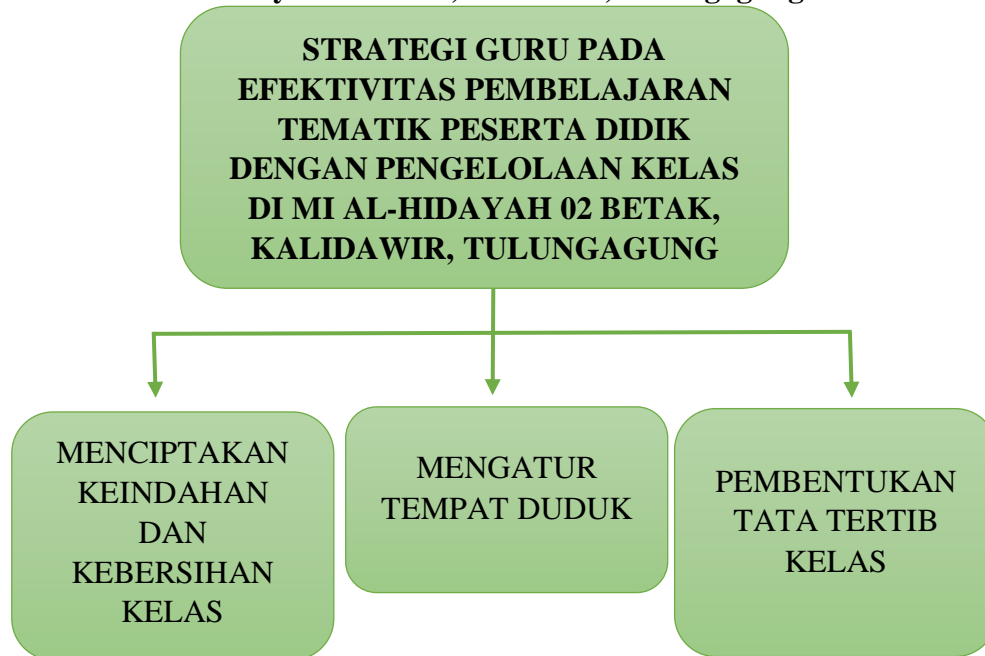 STRATEGI GURU PADA
EFEKTIVITAS PEMBELAJARAN
TEMATIK PESERTA DIDIK
DENGAN PENGELOLAAN KELAS
DI MI AL-HIDAYAH 02 BETAK,
KALIDAWIR, TULUNGAGUNG
MENCIPTAKAN
KEINDAHAN
DAN
KEBERSIHAN
KELAS
MENGATUR
TEMPAT DUDUK
PEMBENTUKAN
TATA TERTIB
KELAS